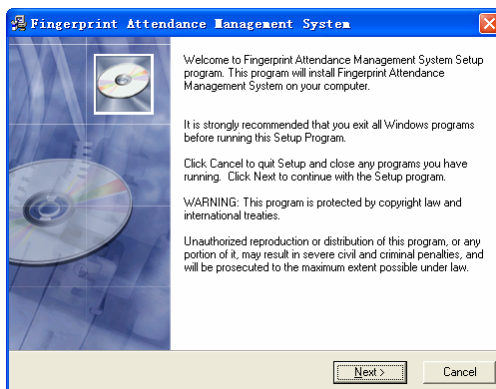 Fingerprint Attendance Management System
Welcome to Fingerprint Attendance Management System Setup
program. This program will install Fingerprint Attendance
Management System on your computer.
It is strongly recommended that you exit all Windows programs
before running this Setup Program.
Click Cancel to quit Setup and close any programs you have
running. Click Next to continue with the Setup program.
WARNING: This program is protected by copyright law and
international treaties.
Unauthorized reproduction or distribution of this program, or any
portion of it, may result in severe civil and criminal penalties, and
will be prosecuted to the maximum extent possible under law.
Next > Cancel